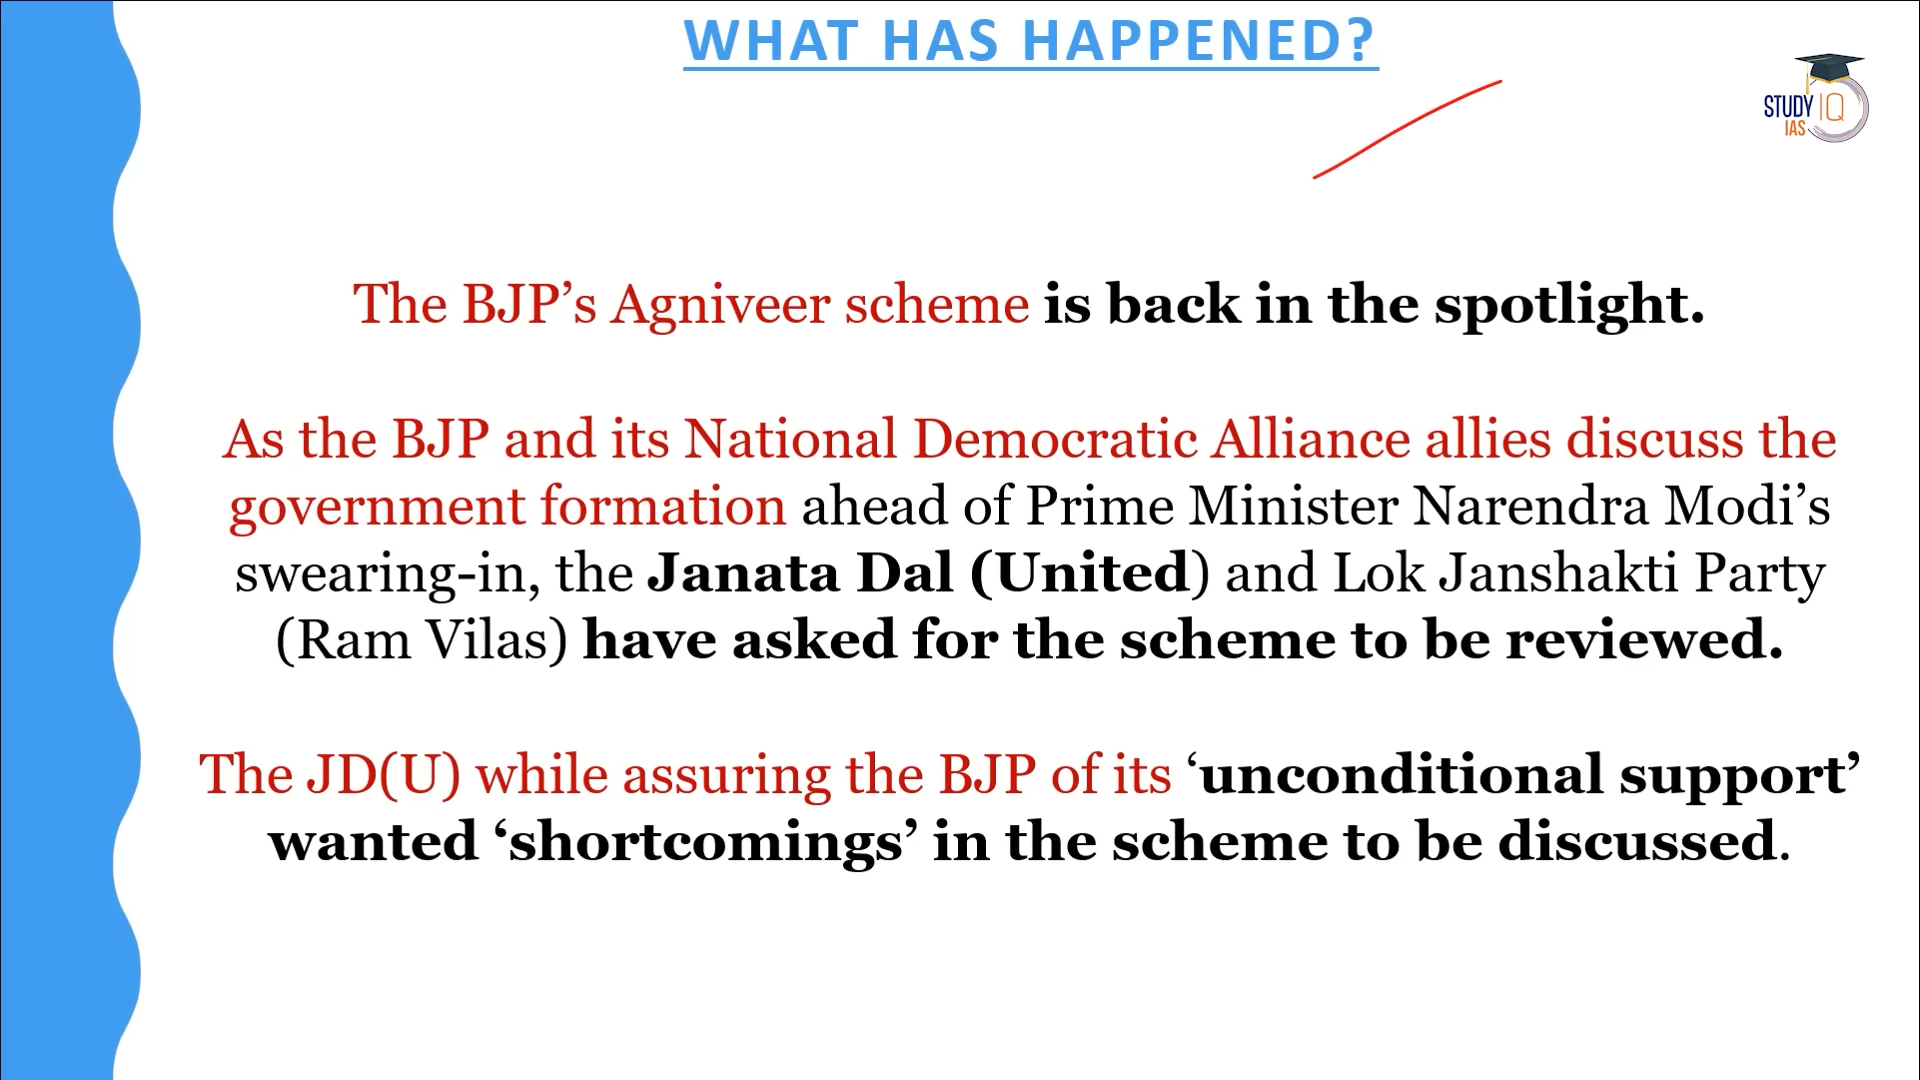 WHAT HAS HAPPENED?
STUDY IQ
IAS
The BJP’s Agniveer scheme is back in the spotlight.
As the BJP and its National Democratic Alliance allies discuss the
government formation ahead of Prime Minister Narendra Modi’s
swearing-in, the Janata Dal (United) and Lok Janshakti Party
(Ram Vilas) have asked for the scheme to be reviewed.
The JD(U) while assuring the BJP of its ‘unconditional support’
wanted ‘shortcomings’ in the scheme to be discussed.